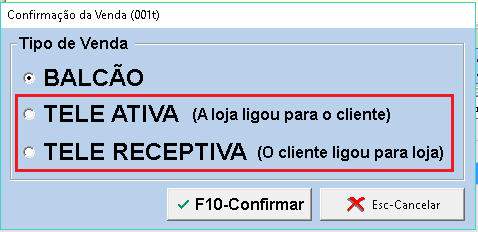 Confirmação da Venda (001t)
Tipo de Venda
BALCÃO
TELE ATIVA (A loja ligou para o cliente)
TELE RECEPTIVA (O cliente ligou para loja)
F10-Confirmar Esc-Cancelar